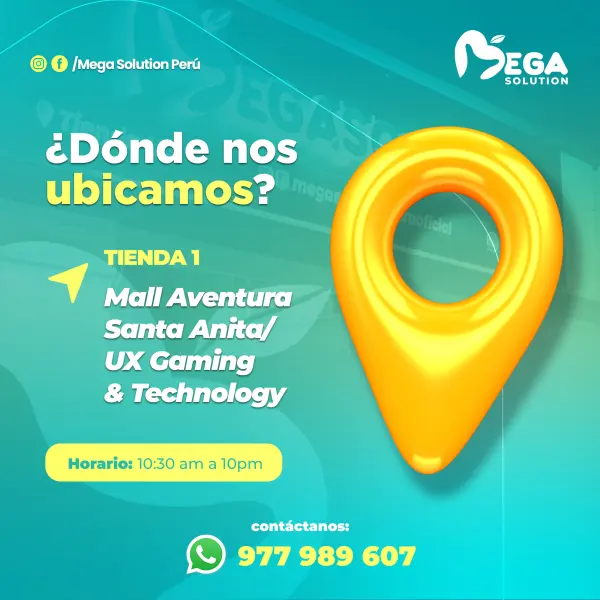 /Mega Solution Perú
MEGA
SOLUTION
¿Dónde nos
ubicamos?
TIENDA 1
Mall Aventura
Santa Anita/
UX Gaming
& Technology
Horario: 10:30 am a 10pm
contáctanos:
977 989 607